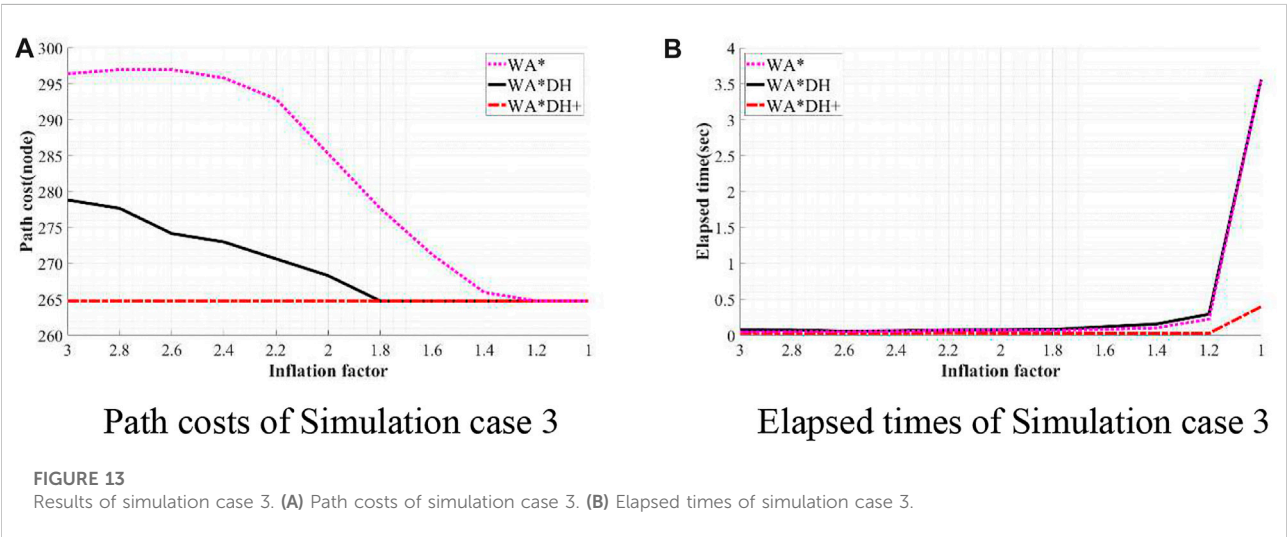 A
300
295
290
285
280
275
270
265
260
Path cost(node)
3 2.8 2.6 2.4 2.2 2 1.8 1.6 1.4 1.2 1
Inflation factor
WA*
WA*DH
WA*DH+
Path costs of Simulation case 3
B
4
3.5
3
2.5
2
1.5
1
0.5
0
Elapsed time(sec)
3 2.8 2.6 2.4 2.2 2 1.8 1.6 1.4 1.2 1
Inflation factor
WA*
WA*DH
WA*DH+
Elapsed times of Simulation case 3
FIGURE 13
Results of simulation case 3. (A) Path costs of simulation case 3. (B) Elapsed times of simulation case 3.